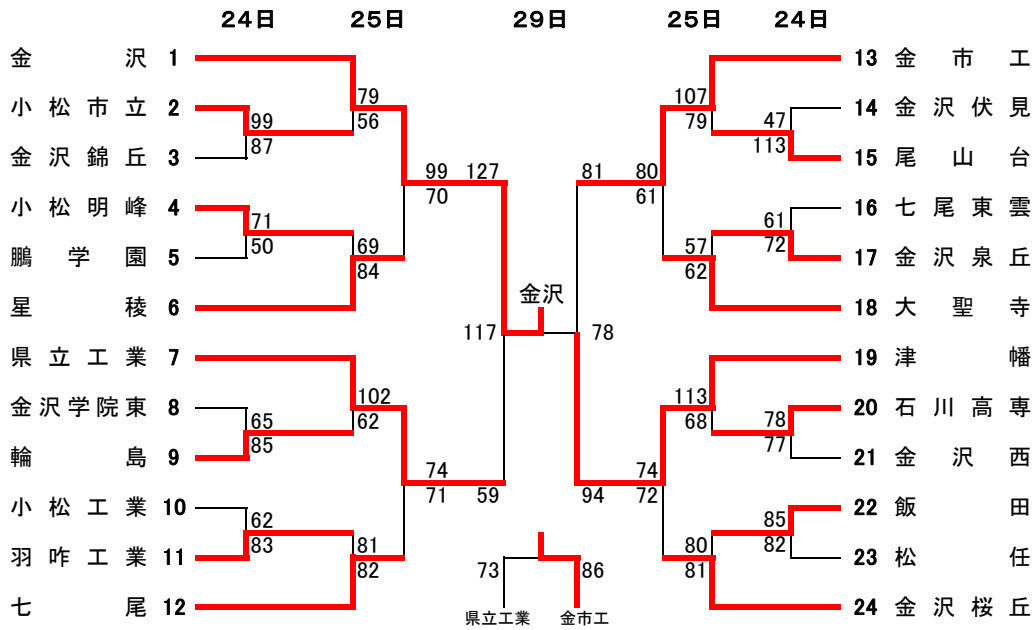 24日 25日 29日 25日 24日
金沢 1
小松市立 2
金沢錦丘 3
小松明峰 4
鵬学園 5
星稜 6
県立工業 7
金沢学院東 8
輪島 9
小松工業 10
羽咋工業 11
七尾 12
99
87
71
50
65
85
62
83
79
56
69
84
102
62
81
82
99
70
74
71
127
59
117
金沢
78
81
94
80
61
74
72
107
79
57
62
113
68
80
81
47
113
61
72
78
77
85
82
13 金市工
14 金沢伏見
15 尾山台
16 七尾東雲
17 金沢泉丘
18 大聖寺
19 津幡
20 石川高専
21 金沢西
22 飯田
23 松任
24 金沢桜丘
73 86
県立工業 金市工